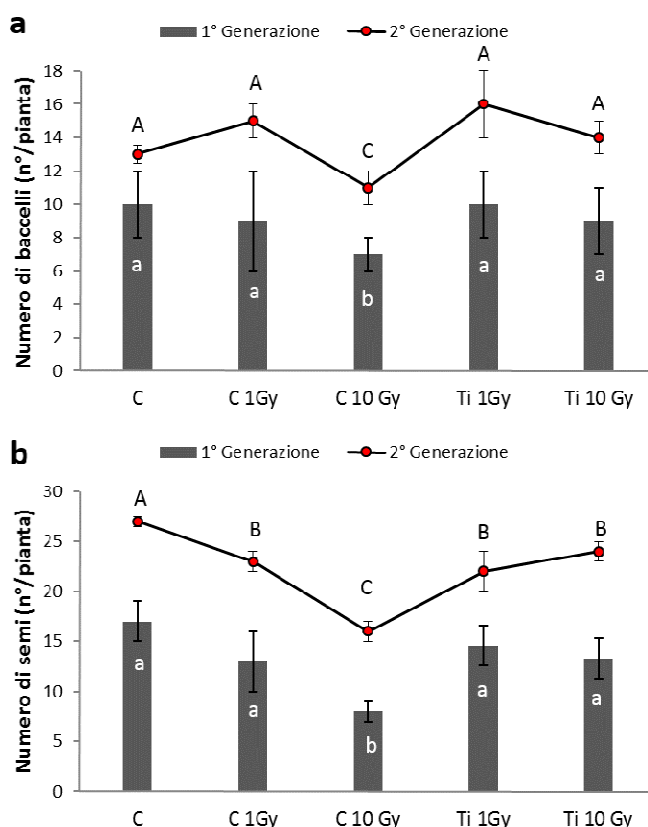 a
1° Generazione 2° Generazione
Numero di baccelli (n°/pianta)
18
16
14
12
10
8
6
4
2
0
A A C A A
a a b a a
C C 1Gy C 10 Gy Ti 1Gy Ti 10 Gy
b
1° Generazione 2° Generazione
Numero di semi (n°/pianta)
30
25
20
15
10
5
0
A B C B B
a a b a a
C C 1Gy C 10 Gy Ti 1Gy Ti 10 Gy